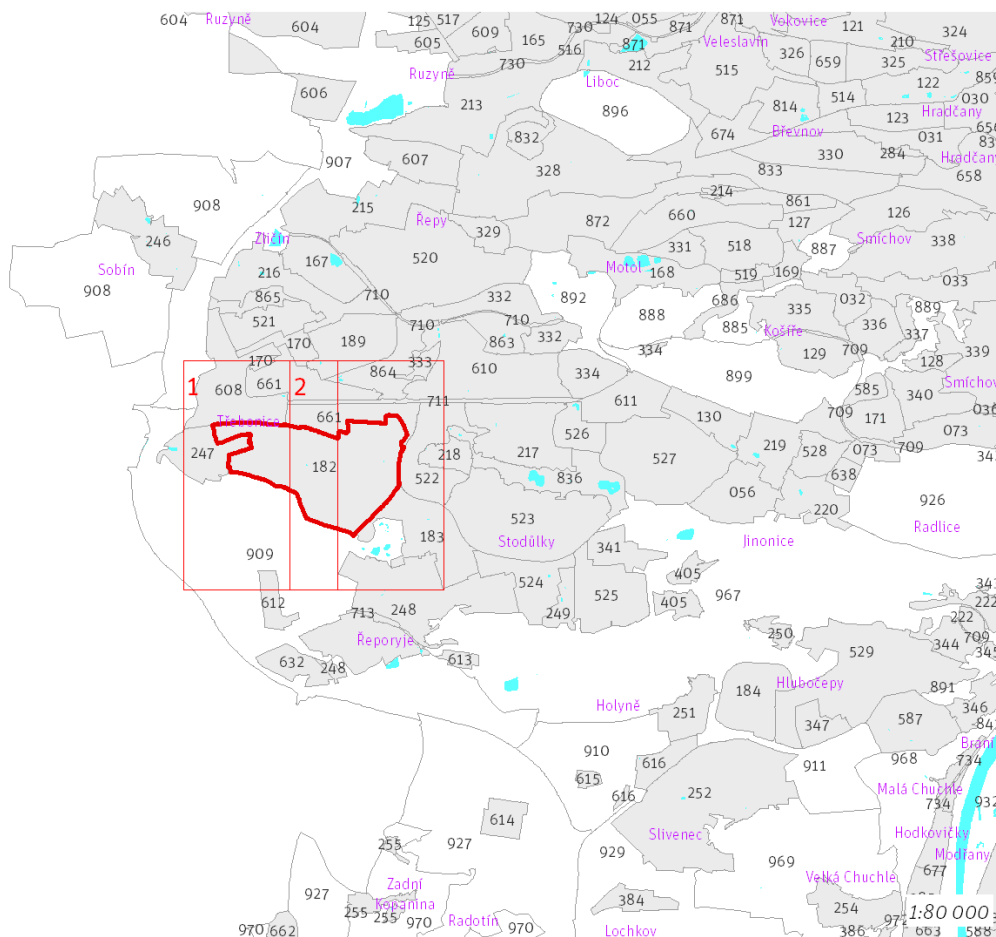 604 Ruzyně 604 125 517 609 124 055 871 871 Vokovice 121 324
605 165 730 516 871 Veleslavín 326 659 210 325 Střešovice
Ruzyně 730 212 515
606 213 Liboc 896 814 514 122 859 030
Břevnov 123 Hradčany
907 607 832 674 031 656
328 330 284 Hradčany
833 658
908 215 214 861
246 Řepy 329 872 660 127 126
Zličín 331 518 887 Smíchov 338
Sobín 908 216 167 520 Motol 168 519 169 033
865 710 332 892 686 335 032 889
521 710 710 888 885 Košíře 336 337
170 189 863 332 129 709 128 339
170 333 610 334 899
1 608 661 2 864 334 585 340 Smíchov
Třebonice 661 711 611 130 709 171 036
247 182 218 217 526 219 528 073 709 073
522 836 527 056 638
523 220 926
183 Stodůlky Jinonice Radlice
909 341
524 525 405 967
612 713 248 249 405 222 222
Řeporyje 250 529 344 709
632 248 613 345
Hlubočepy 891
184 346
Holyně 251 347 587
910 616 911 968 Bráni
615 734
616 252 Malá Chuchle 932
614 734
Slivenec Hodkovičky
255 927 929 969 Modřany
677
Zadní Velká Chuchle
927 Kopanina 384 254
255 255 970 Radotín 970 1:80 000
970 662 Lochkov 386 663 588